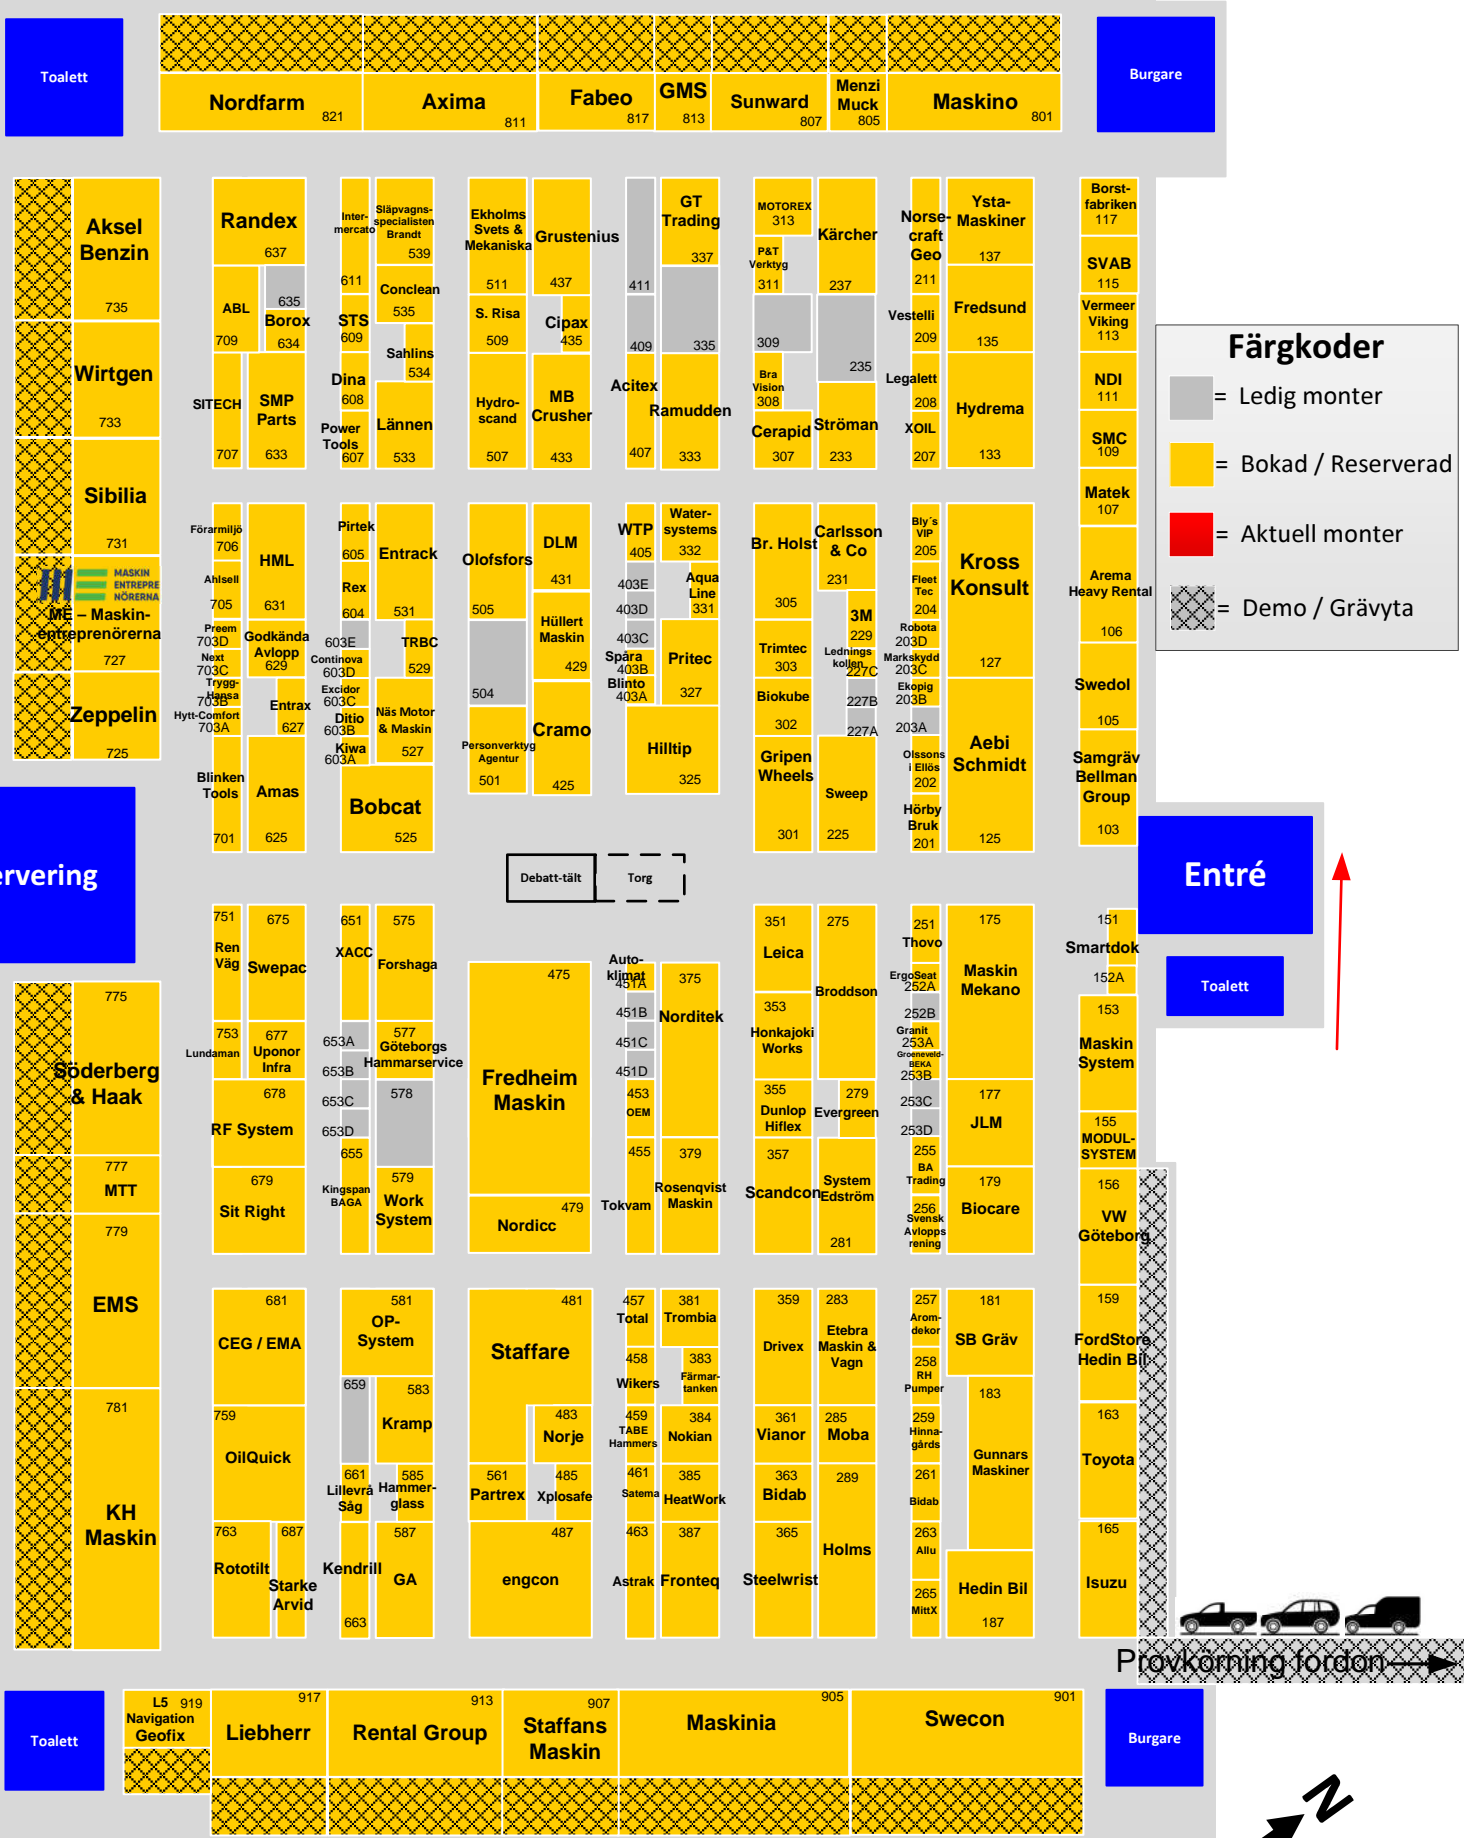 Toalett
Burgare
Nordfarm
821
Axima
811
Fabeo
817
GMS
813
Sunward
807
Menzi
Muck
805
Maskino
801
Aksel
Benzin
735
Wirtgen
733
Sibilia
731
MASKIN
ENTREPRE
NÖRERNA
ME – Maskin-
entreprenörerna
727
Zeppelin
725
Randex
637
ABL
709
635
Borox
634
SITECH
707
SMP
Parts
633
Inter-
mercato
611
STS
609
Dina
608
Power
Tools
607
Släpvagns-
specialisten
Brandt
539
Conclean
535
Sahlins
534
Lännen
533
Ekholms
Svets &
Mekaniska
511
S. Risa
509
Hydro-
scand
507
Grustenius
437
Cipax
435
MB
Crusher
433
411
409
Acitex
407
GT
Trading
337
335
Ramudden
333
MOTOREX
313
P&T
Verktyg
311
309
Bra
Vision
308
Cerapid
307
Kärcher
237
235
Ströman
233
Norse-
craft
Geo
211
Vestelli
209
Legalett
208
XOIL
207
Ysta-
Maskiner
137
Fredsund
135
Hydrema
133
Borst-
fabriken
117
SVAB
115
Vermeer
Viking
113
NDI
111
SMC
109
Matek
107
Arema
Heavy Rental
106
Swedol
105
Samgräv
Bellman
Group
103
Färgkoder
= Ledig monter
= Bokad / Reserverad
= Aktuell monter
= Demo / Grävyta
Förarmiljö
706
Ahlsell
705
Preem
703D
Next
703C
Trygg-
Hansa
703B
Hytt-Comfort
703A
Blinken
Tools
701
HML
631
Godkända
Avlopp
629
Entrax
627
Amas
625
Pirtek
605
Rex
604
603E
Continova
603D
Excidor
603C
Ditio
603B
Kiwa
603A
Bobcat
525
Entrack
531
TRBC
529
Näs Motor
& Maskin
527
Olofsfors
505
504
Personverktyg
Agentur
501
DLM
431
Hüllert
Maskin
429
Cramo
425
WTP
405
403E
403D
403C
Spåra
403B
Blinto
403A
Hilltip
325
Water-
systems
332
Aqua
Line
331
Pritec
327
Br. Holst
305
Trimtec
303
Biokube
302
Gripen
Wheels
301
Carlsson
& Co
231
3M
229
Lednings
kollen
227C
227B
227A
Sweep
225
Bly´s
VIP
205
Fleet
Tec
204
Robota
203D
Markskydd
203C
Ekopig
203B
203A
Olssons
i Ellös
202
Hörby
Bruk
201
Kross
Konsult
127
Aebi
Schmidt
125
ervering
Debatt-tält
Torg
Entré
Toalett
775
Söderberg
& Haak
777
MTT
779
EMS
781
KH
Maskin
751
Ren
Väg
753
Lundaman
675
Swepac
677
Uponor
Infra
678
RF System
679
Sit Right
651
XACC
653A
653B
653C
653D
655
Kingspan
BAGA
575
Forshaga
577
Göteborgs
Hammarservice
578
579
Work
System
475
Fredheim
Maskin
479
Nordicc
Auto-
klimat
451A
451B
451C
451D
453
OEM
455
Tokvam
375
Norditek
379
Rosenqvist
Maskin
351
Leica
353
Honkajoki
Works
355
Dunlop
Hiflex
357
Scandcon
275
Broddson
279
Evergreen
System
Edström
281
251
Thovo
ErgoSeat
252A
252B
Granit
253A
Groeneveld-
BEKA
253B
253C
253D
255
BA
Trading
256
Svensk
Avlopps
rening
175
Maskin
Mekano
177
JLM
179
Biocare
151
Smartdok
152A
153
Maskin
System
155
MODUL-
SYSTEM
156
VW
Göteborg
159
FordStore
Hedin Bil
163
Toyota
165
Isuzu
681
CEG / EMA
759
OilQuick
763
Rototilt
687
Starke
Arvid
581
OP-
System
659
583
Kramp
661
Lillevrå
Såg
585
Hammer-
glass
Kendrill
663
587
GA
481
Staffare
483
Norje
561
Partrex
485
Xplosafe
487
engcon
457
Total
458
Wikers
459
TABE
Hammers
461
Satema
463
Astrak
381
Trombia
383
Färmar-
tanken
384
Nokian
385
HeatWork
387
Fronteq
359
Drivex
361
Vianor
363
Bidab
365
Steelwrist
283
Etebra
Maskin &
Vagn
285
Moba
289
Holms
257
Arom-
dekor
258
RH
Pumper
259
Hinna-
gårds
261
Bidab
263
Allu
265
MittX
181
SB Gräv
183
Gunnars
Maskiner
Hedin Bil
187
Provkörning fordon
Toalett
L5
919
Navigation
Geofix
917
Liebherr
913
Rental Group
907
Staffans
Maskin
905
Maskinia
901
Swecon
Burgare
N